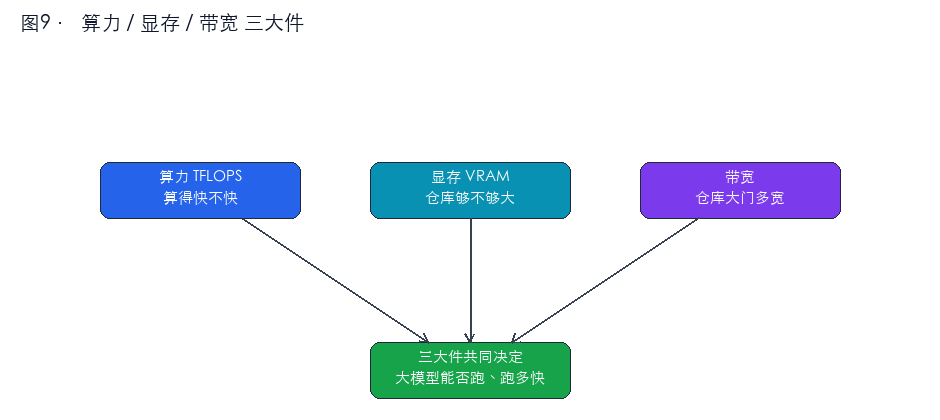 图9 · 算力 / 显存 / 带宽 三大件
算力 TFLOPS
算得快不快
显存 VRAM
仓库够不够大
带宽
仓库大门多宽
三大件共同决定
大模型能否跑、跑多快